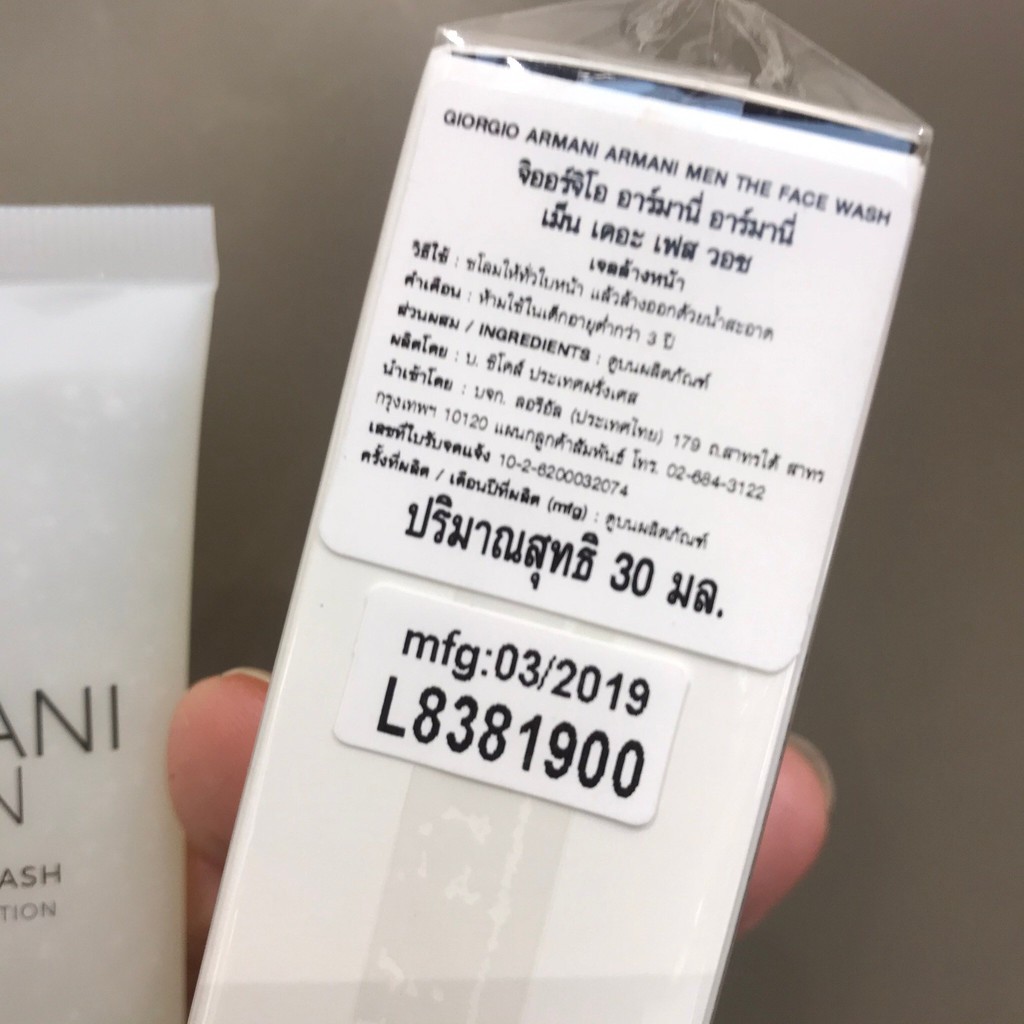 GIORGIO ARMANI ARMANI MEN THE FACE WASH
จิออร์จิโอ อาร์มานี่ อาร์มานี่
เม็น เดอะ เฟส วอช
เจลล้างหน้า
วิธีใช้ : ชโลมให้ทั่วใบหน้า แล้วล้างออกด้วยน้ำสะอาด
คำเตือน : ห้ามใช้ในเด็กอายุต่ำกว่า 3 ปี
ส่วนผสม / INGREDIENTS : ดูบนผลิตภัณฑ์
ผลิตโดย : บ. ซิโคส์ ประเทศฝรั่งเศส
นำเข้าโดย : บจก. ลอรีอัล (ประเทศไทย) 179 ถ.สาทรใต้ สาทร
กรุงเทพฯ 10120 แผนกลูกค้าสัมพันธ์ โทร. 02-684-3122
เลขที่ใบรับจดแจ้ง 10-2-6200032074
ครั้งที่ผลิต / เดือนปีที่ผลิต (mfg) : ดูบนผลิตภัณฑ์
ปริมาณสุทธิ 30 มล.
mfg:03/2019
L8381900
ANI
N
ASH
TION